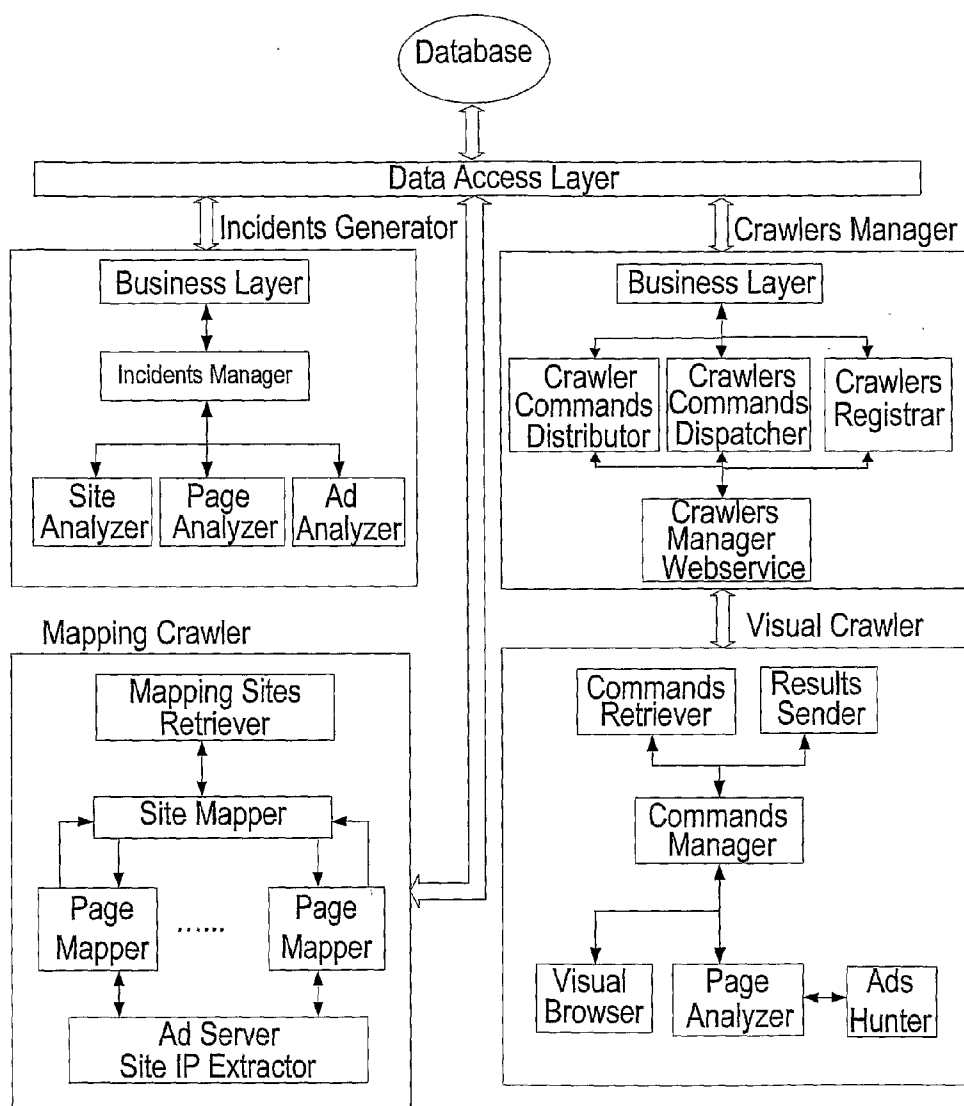 Database
Data Access Layer
Incidents Generator
Business Layer
Incidents Manager
Site
Analyzer
Page
Analyzer
Ad
Analyzer
Crawlers Manager
Business Layer
Crawler
Commands
Distributor
Crawlers
Commands
Dispatcher
Crawlers
Registrar
Crawlers
Manager
Webservice
Mapping Crawler
Mapping Sites
Retriever
Site Mapper
Page
Mapper
......
Page
Mapper
Ad Server
Site IP Extractor
Visual Crawler
Commands
Retriever
Results
Sender
Commands
Manager
Visual
Browser
Page
Analyzer
Ads
Hunter